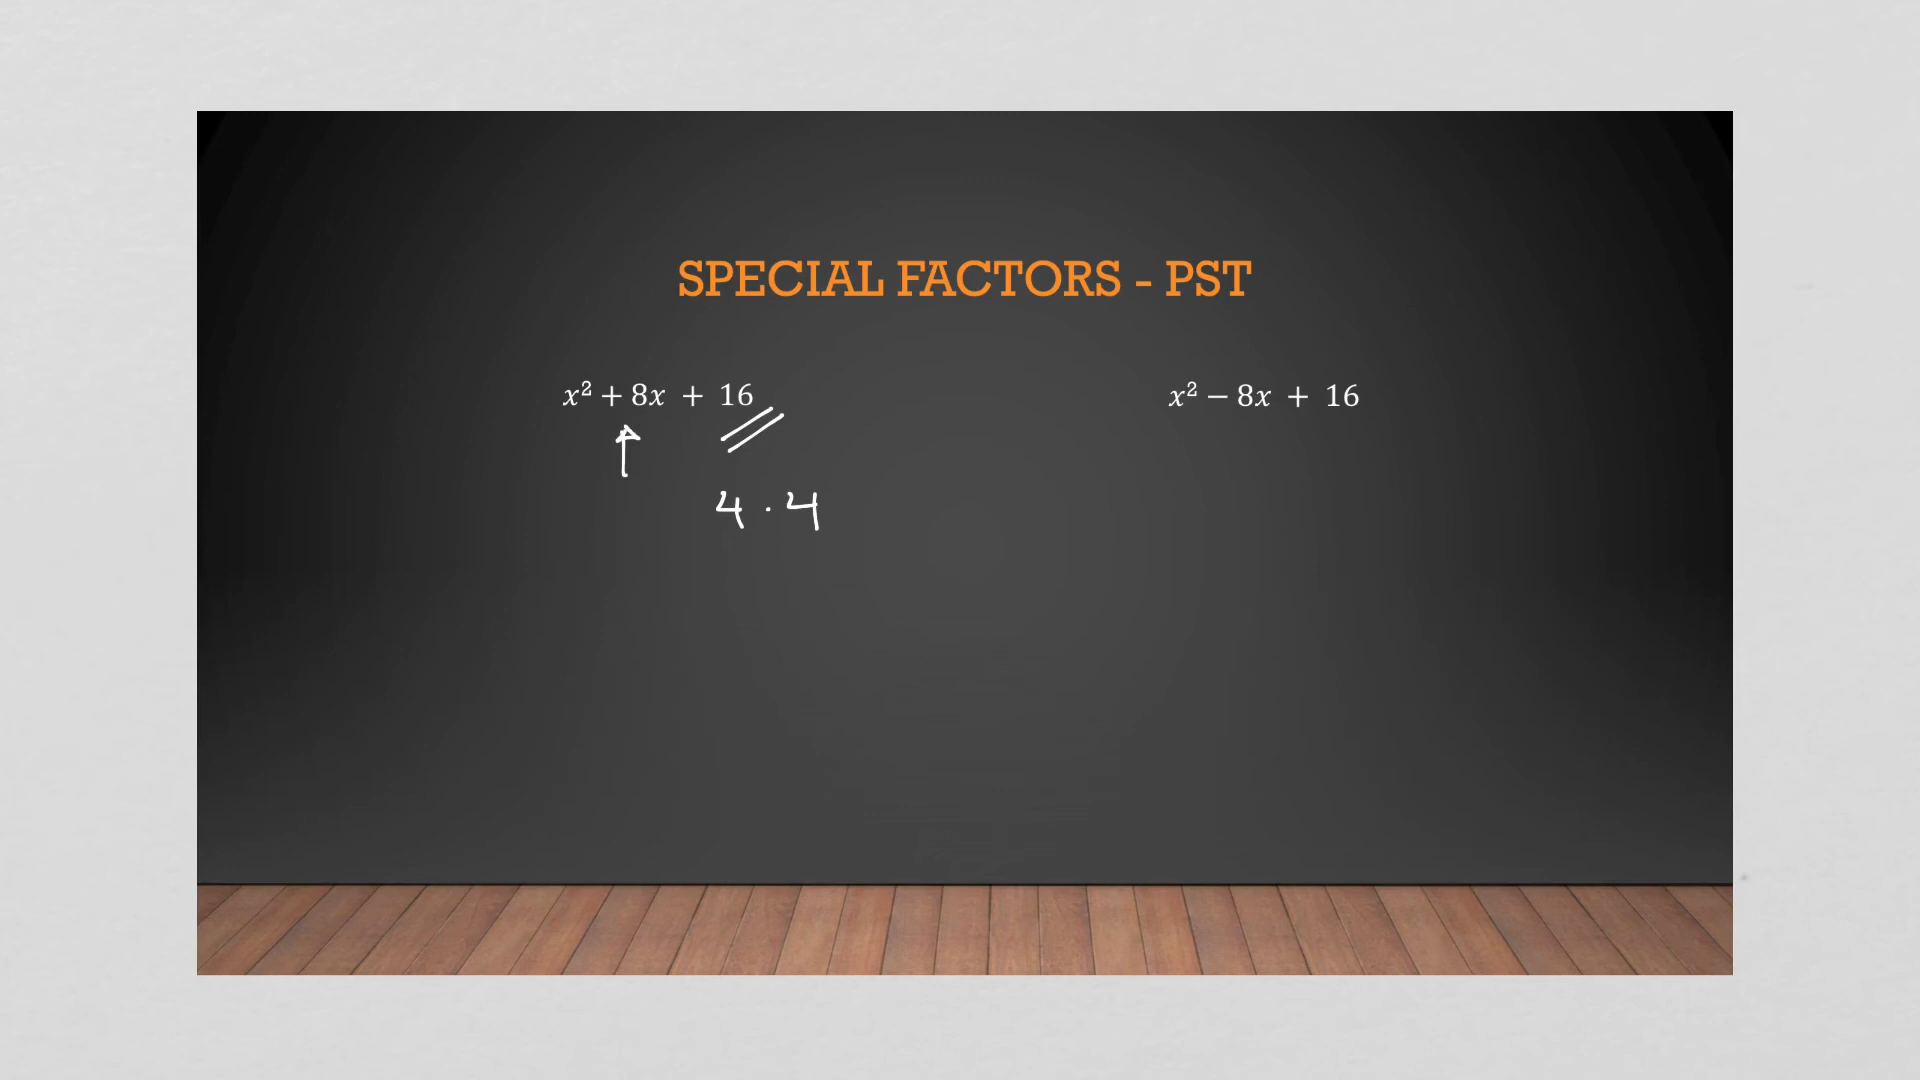 SPECIAL FACTORS - PST
x² + 8x + 16
x² − 8x + 16
4 · 4